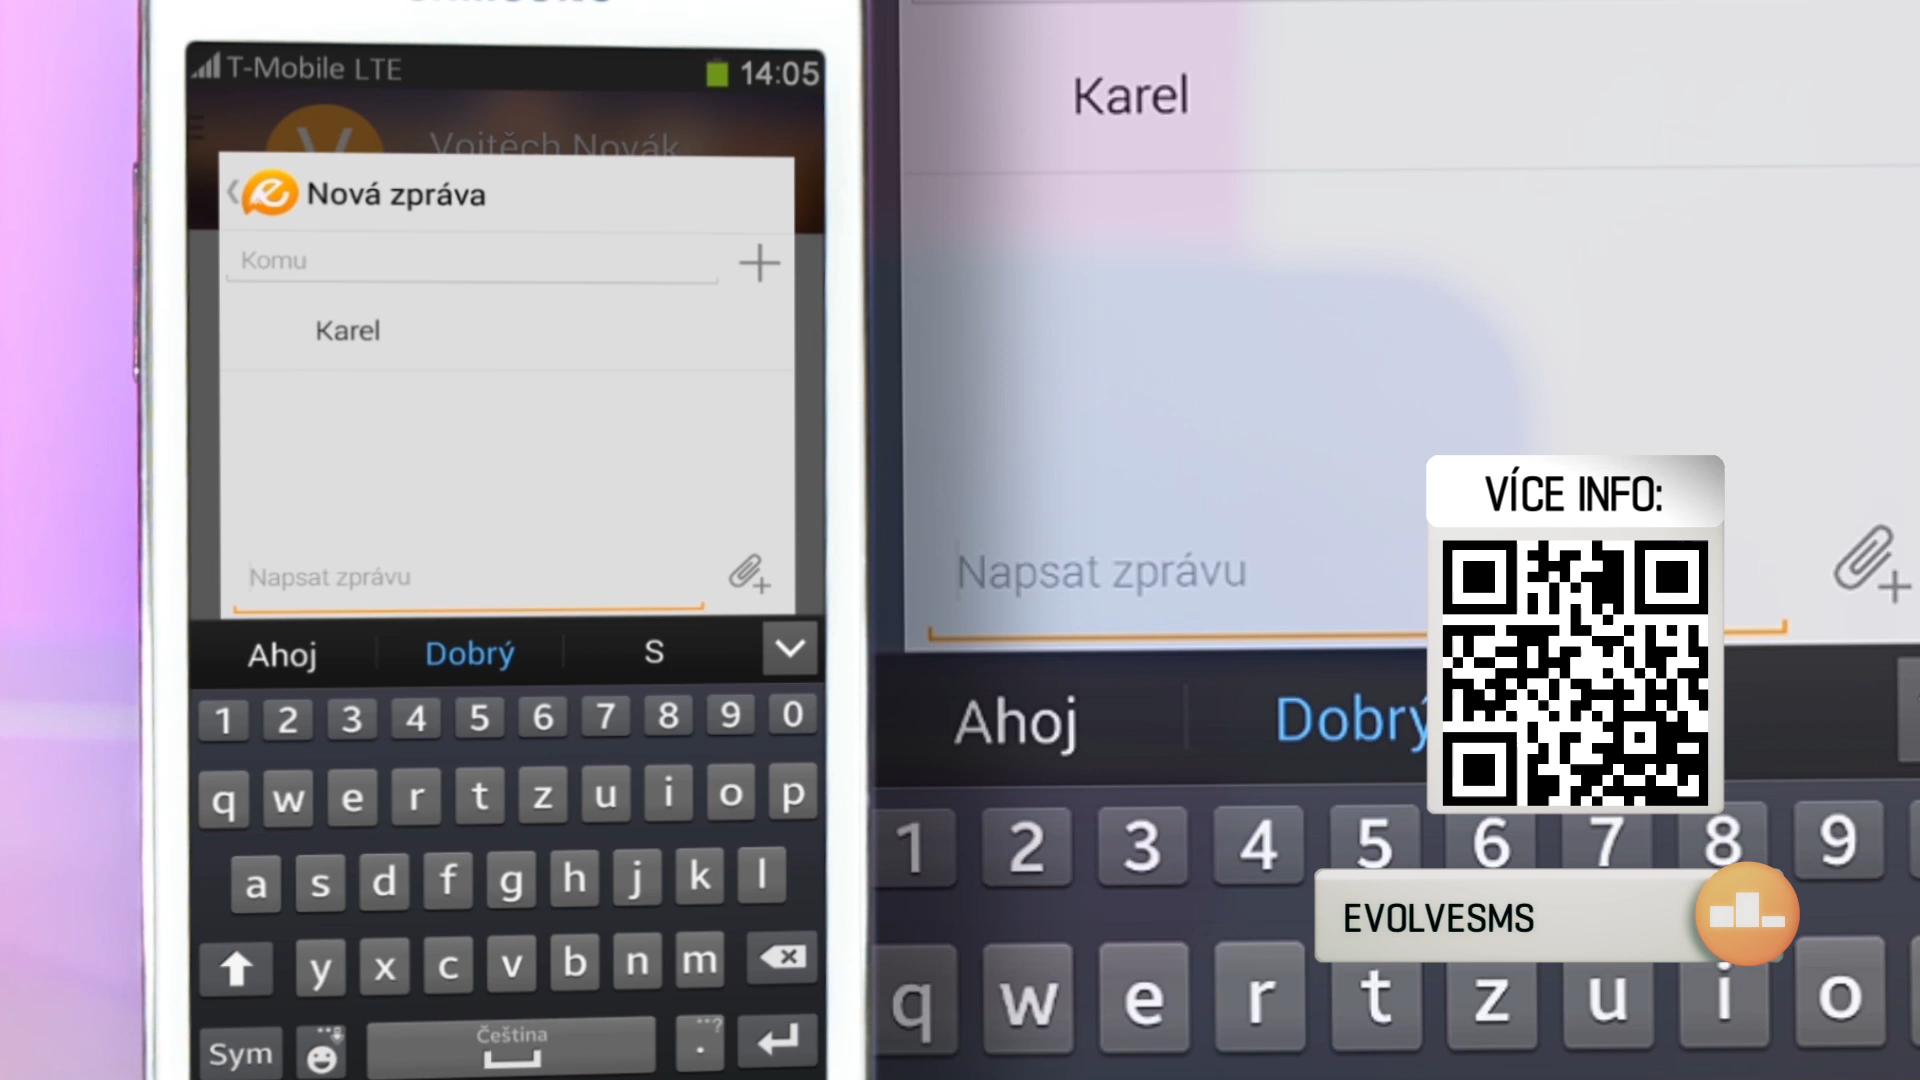 T-Mobile LTE
14:05
Vojtěch Novák
Nová zpráva
Komu
Karel
Napsat zprávu
Ahoj
Dobrý
S
1 2 3 4 5 6 7 8 9 0
q w e r t z u i o p
a s d f g h j k l
y x c v b n m
Sym
Čeština
. ?
Karel
Napsat zprávu
Ahoj
Dobrý
1 2 3 4 5 6 7 8 9
q w e r t z u i o
VÍCE INFO:
EVOLVESMS